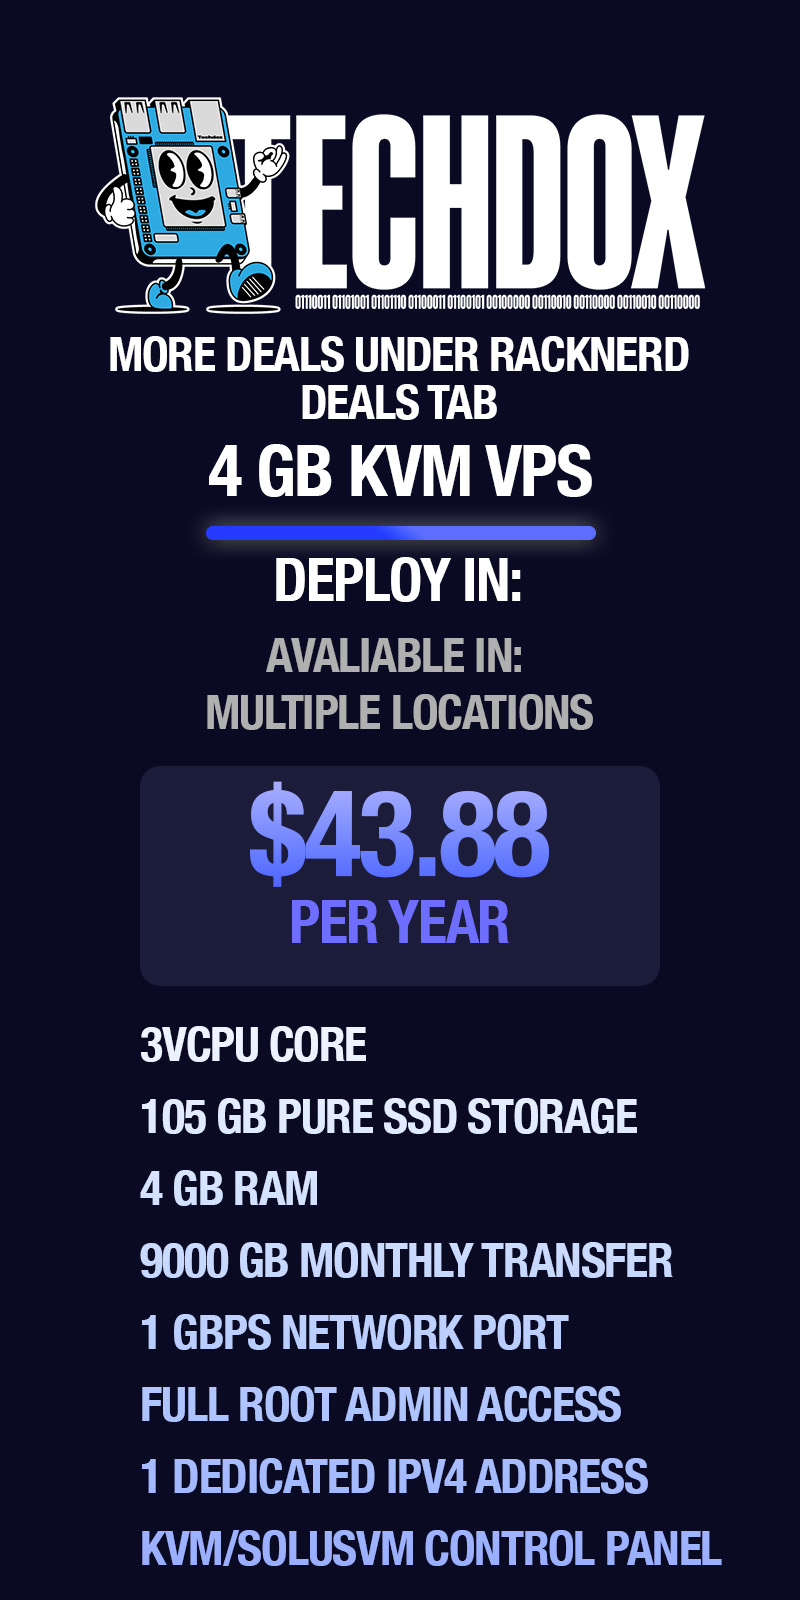 Techdox
TECHDOX
01110011 01101001 01101110 01100011 01100101 00100000 00110010 00110000 00110010 00110000
MORE DEALS UNDER RACKNERD
DEALS TAB
4 GB KVM VPS
DEPLOY IN:
AVALIABLE IN:
MULTIPLE LOCATIONS
$43.88
PER YEAR
3VCPU CORE
105 GB PURE SSD STORAGE
4 GB RAM
9000 GB MONTHLY TRANSFER
1 GBPS NETWORK PORT
FULL ROOT ADMIN ACCESS
1 DEDICATED IPV4 ADDRESS
KVM/SOLUSVM CONTROL PANEL